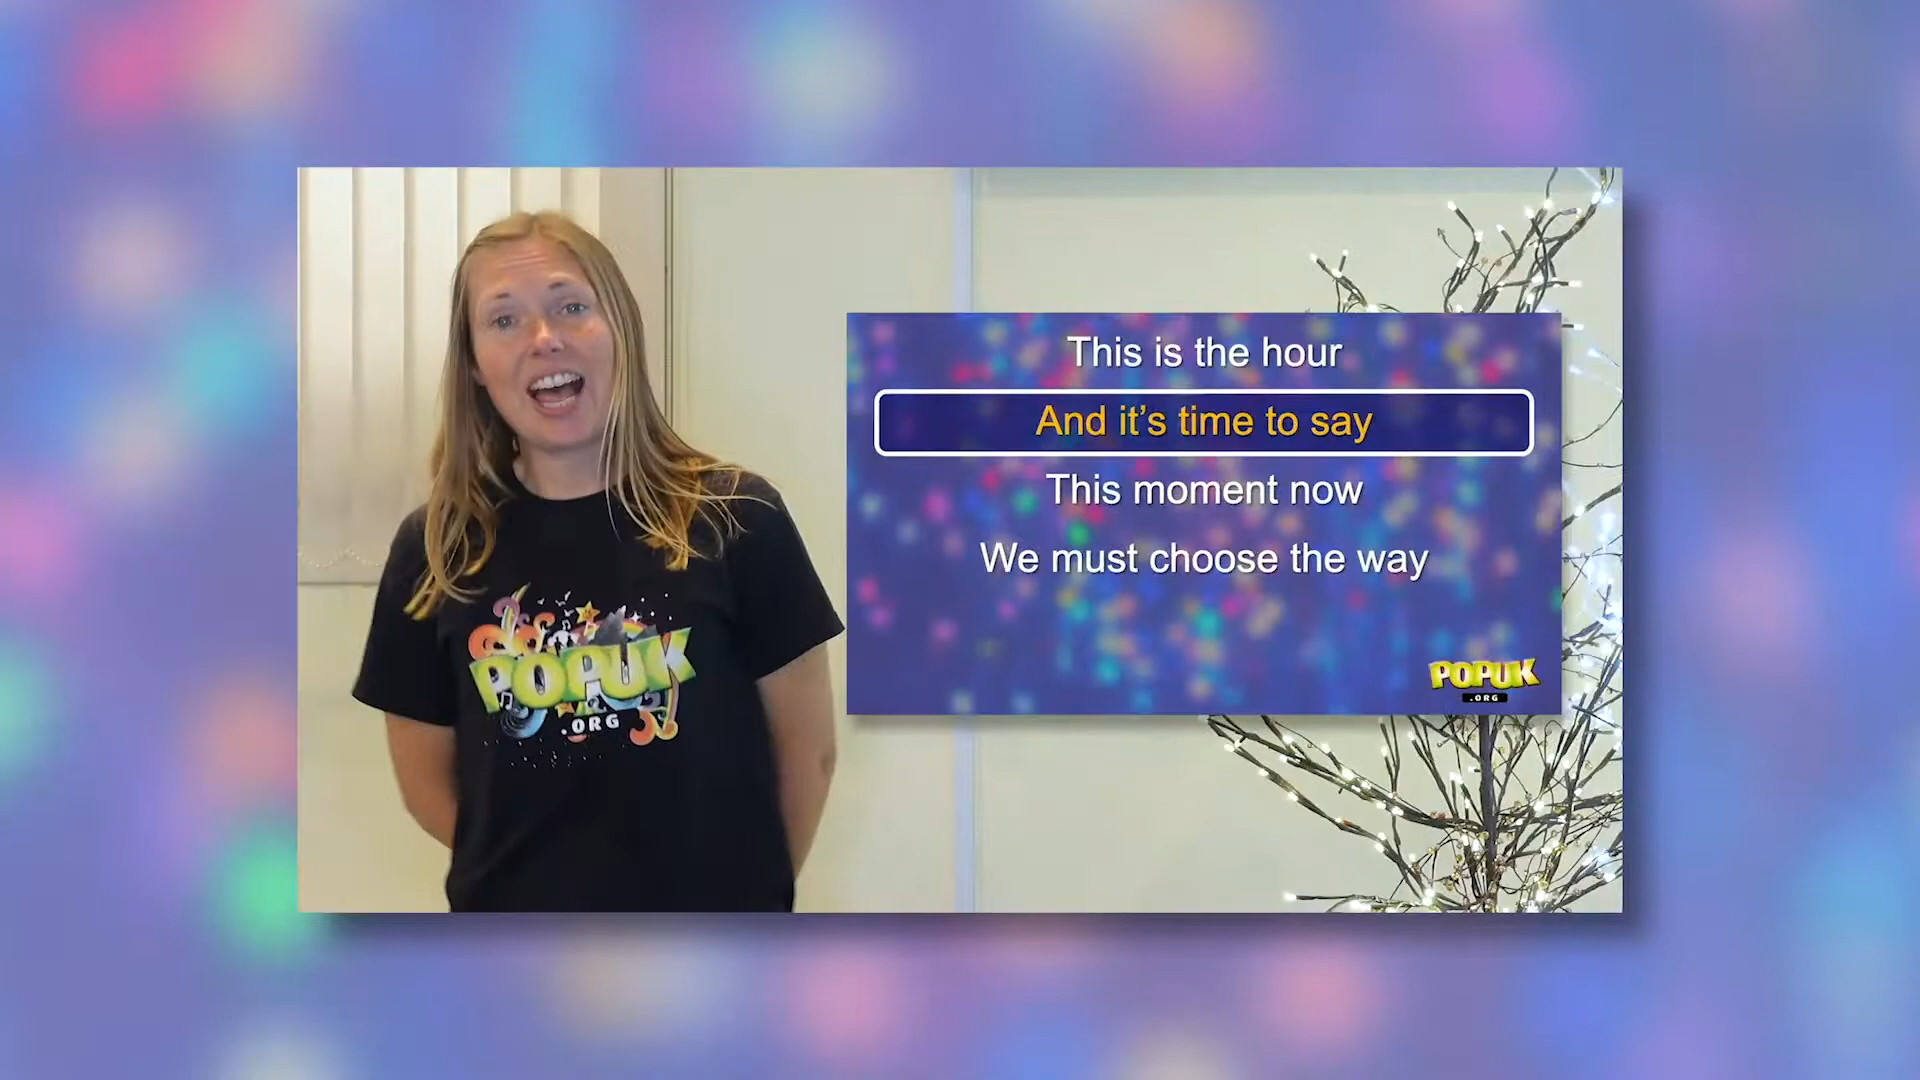 This is the hour
And it's time to say
This moment now
We must choose the way
POPUK
.ORG
POPUK
.ORG